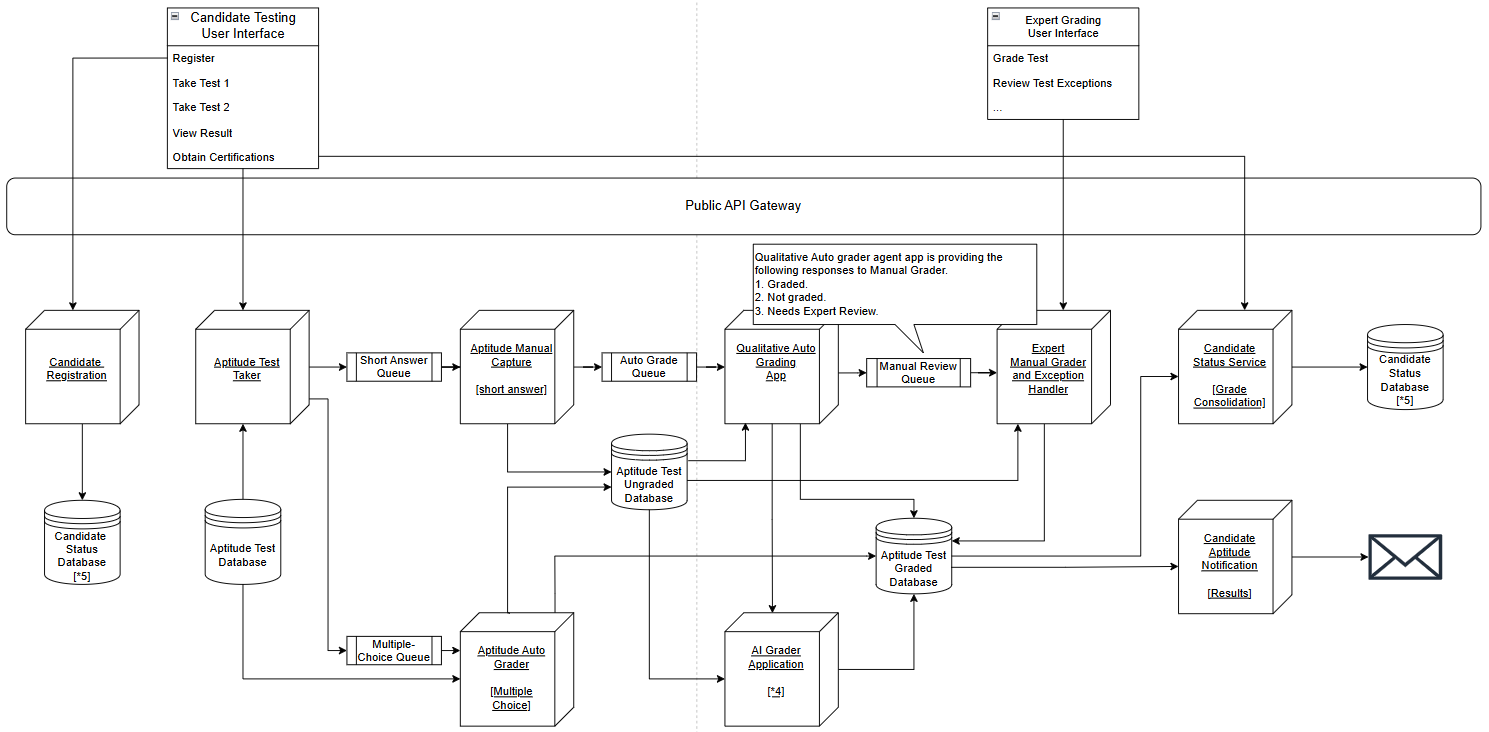 Candidate Testing
User Interface
Register
Take Test 1
Take Test 2
View Result
Obtain Certifications
Expert Grading
User Interface
Grade Test
Review Test Exceptions
...
Public API Gateway
Qualitative Auto grader agent app is providing the
following responses to Manual Grader.
1. Graded.
2. Not graded.
3. Needs Expert Review.
Candidate
Registration
Aptitude Test
Taker
Short Answer
Queue
Aptitude Manual
Capture
[short answer]
Auto Grade
Queue
Qualitative Auto
Grading
App
Manual Review
Queue
Expert
Manual Grader
and Exception
Handler
Candidate
Status Service
[Grade
Consolidation]
Candidate
Status
Database
[*5]
Candidate
Status
Database
[*5]
Aptitude Test
Database
Aptitude Test
Ungraded
Database
Aptitude Test
Graded
Database
Candidate
Aptitude
Notification
[Results]
Multiple-
Choice Queue
Aptitude Auto
Grader
[Multiple
Choice]
AI Grader
Application
[*4]